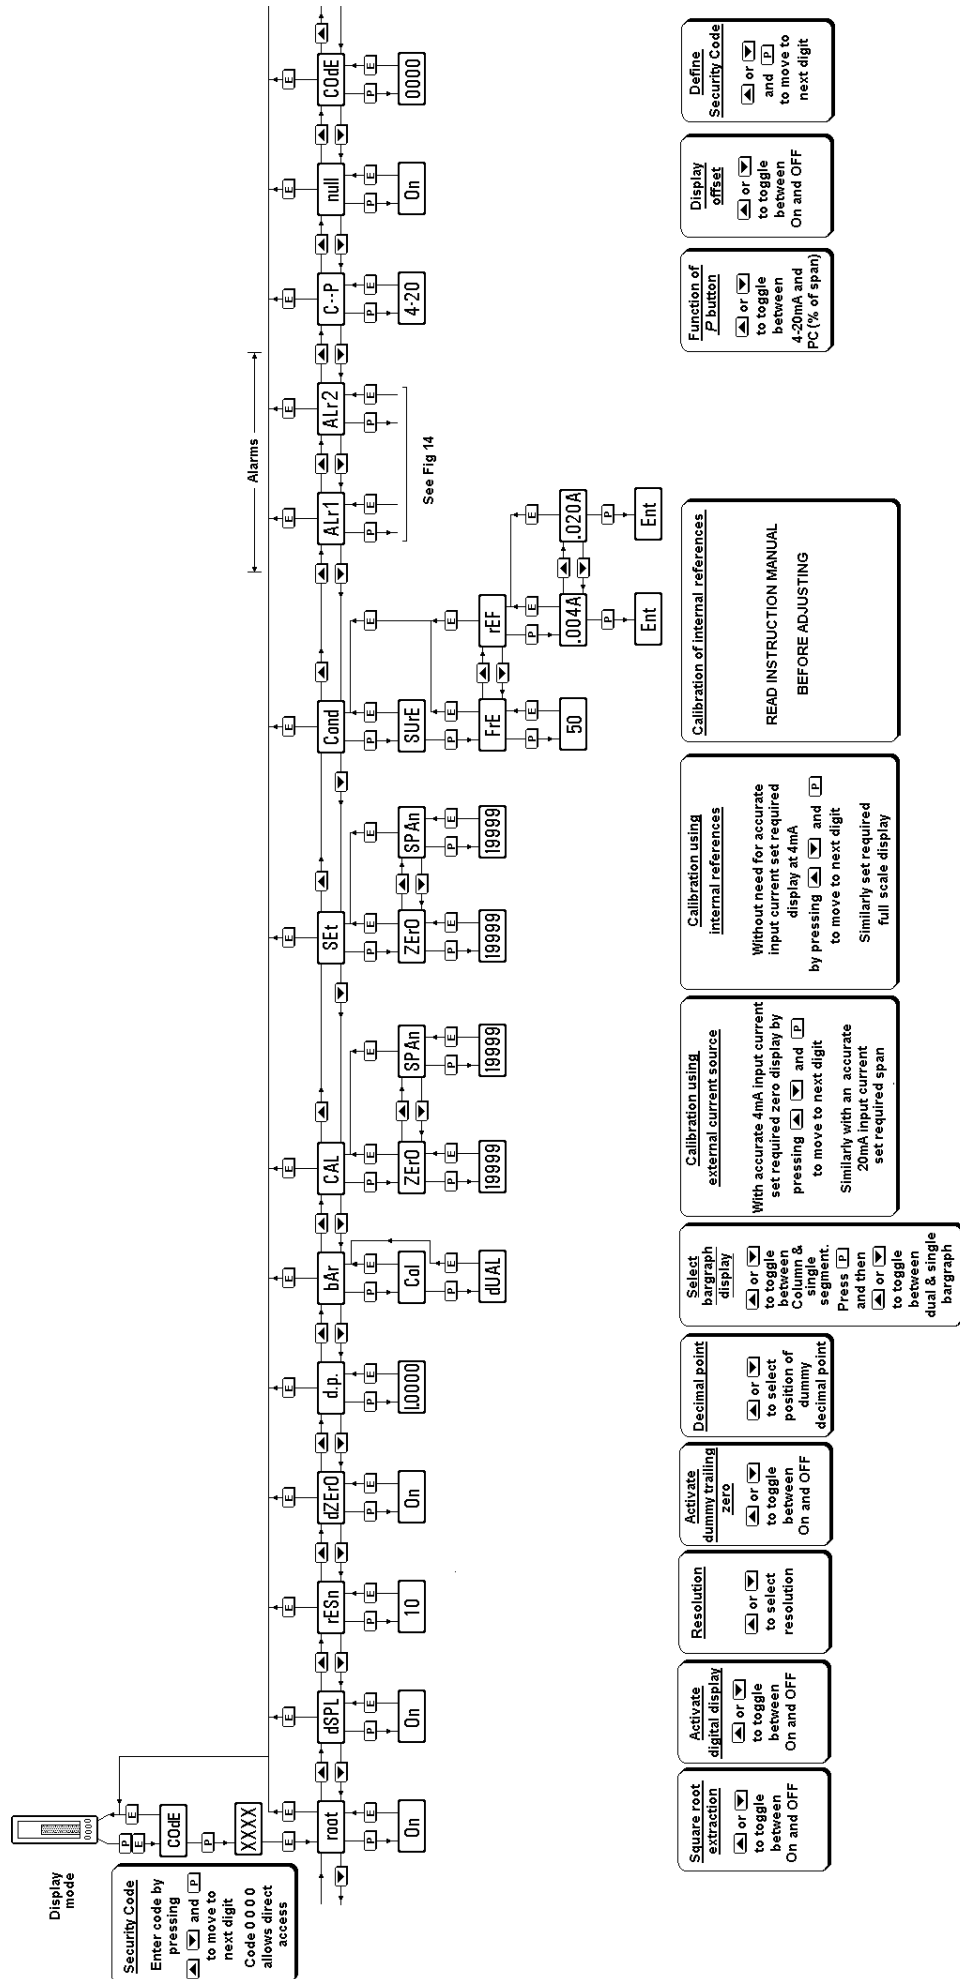 Display
mode
0000
P
E
E
COdE
P
XXXX
E
Security Code
Enter code by
pressing
and P
to move to
next digit
Code 0 0 0 0
allows direct
access
E
root
P
E
On
E
dSPL
P
E
On
E
rESn
P
E
10
E
dZErO
P
E
On
E
d.p.
P
E
1.0000
E
bAr
P
E
Col
P
E
dUAL
E
CAL
P
E
E
ZErO
SPAn
P
E
P
E
19999
19999
E
SEt
P
E
E
ZErO
SPAn
P
E
P
E
19999
19999
E
Cond
P
E
E
SUrE
P
E
E
FrE
rEF
P
E
P
E
E
50
.004A
.020A
P
P
Ent
Ent
Alarms
E
ALr1
P
E
E
ALr2
P
E
See Fig 14
E
C--P
P
E
4-20
E
null
P
E
On
E
COdE
P
E
0000
Square root
extraction
or
to toggle
between
On and OFF
Activate
digital display
or
to toggle
between
On and OFF
Resolution
or
to select
resolution
Activate
dummy trailing
zero
or
to toggle
between
On and OFF
Decimal point
or
to select
position of
dummy
decimal point
Select
bargraph
display
or
to toggle
between
Column &
single
segment.
Press P
and then
or
to toggle
between
dual & single
bargraph
Calibration using
external current source
With accurate 4mA input current
set required zero display by
pressing and P
to move to next digit
Similarly with an accurate
20mA input current
set required span
Calibration using
internal references
Without need for accurate
input current set required
display at 4mA
by pressing and P
to move to next digit
Similarly set required
full scale display
Calibration of internal references
READ INSTRUCTION MANUAL
BEFORE ADJUSTING
Function of
P button
or
to toggle
between
4-20mA and
PC (% of span)
Display
offset
or
to toggle
between
On and OFF
Define
Security Code
or
and P
to move to
next digit